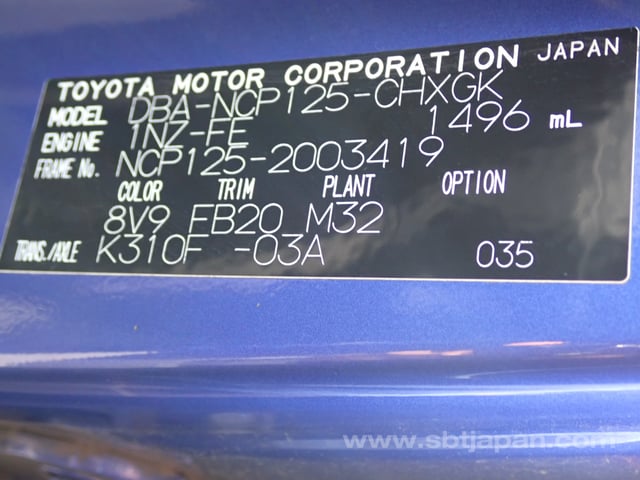 TOYOTA MOTOR CORPORATION JAPAN
MODEL DBA-NCP125-CHXGK
ENGINE 1NZ-FE 1496 mL
FRAME No. NCP125-2003419
COLOR TRIM PLANT OPTION
8V9 FB20 M32
TRANS./AXLE K310F -03A 035
www.sbtjapan.com